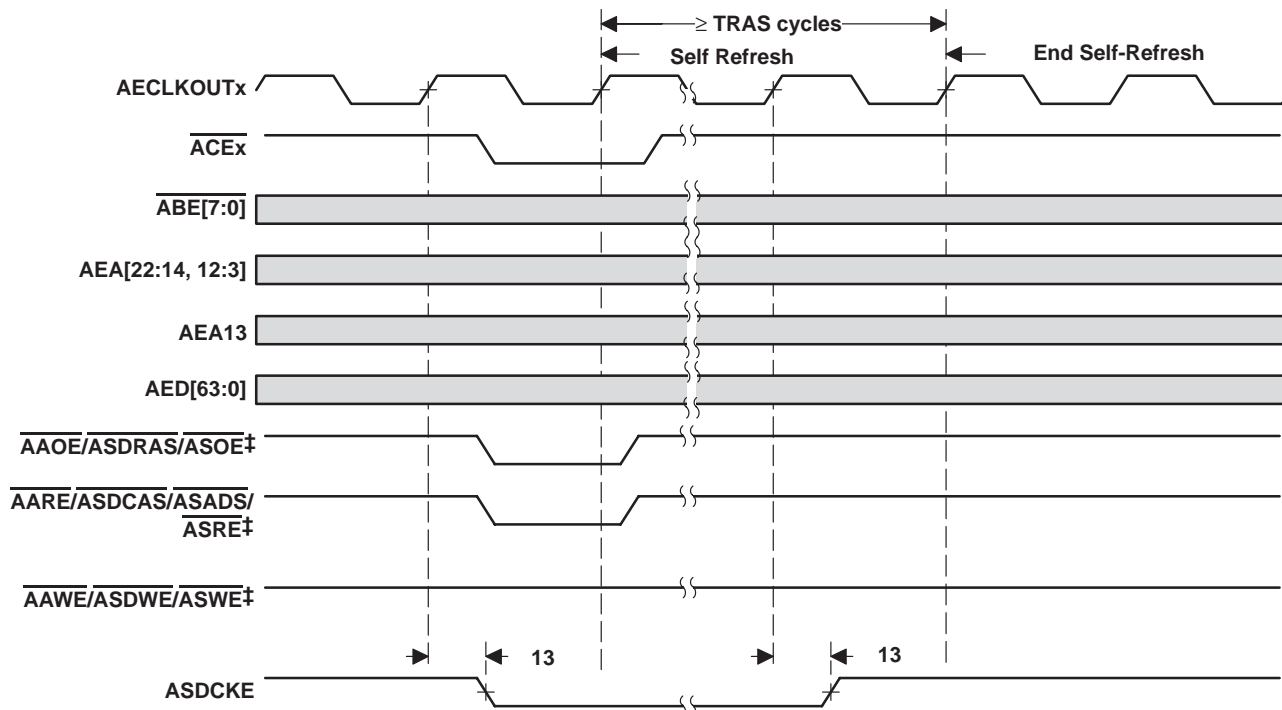 ≥ TRAS cycles
Self Refresh
End Self-Refresh
AECLKOUTx
ACEx
ABE[7:0]
AEA[22:14, 12:3]
AEA13
AED[63:0]
AAOE/ASDRAS/ASOE‡
AARE/ASDCAS/ASADS/
ASRE‡
AAWE/ASDWE/ASWE‡
13
13
ASDCKE